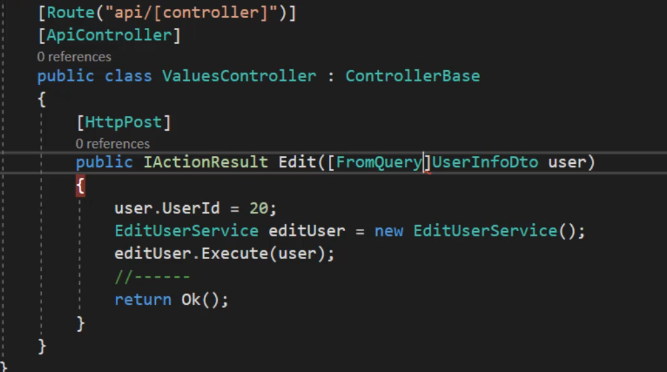 [Route("api/[controller]")]
[ApiController]
0 references
public class ValuesController : ControllerBase
{
[HttpPost]
0 references
public IActionResult Edit([FromQuery]UserInfoDto user)
{
user.UserId = 20;
EditUserService editUser = new EditUserService();
editUser.Execute(user);
//------
return Ok();
}
}
}